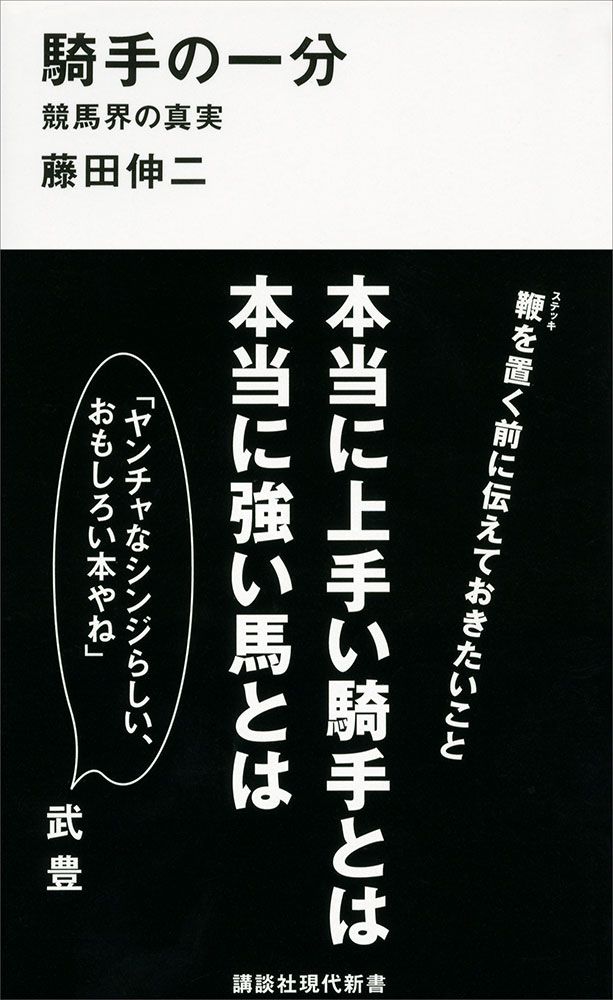 騎手の一分
競馬界の真実
藤田伸二
ステッキ
鞭を置く前に伝えておきたいこと
本当に上手い騎手とは
本当に強い馬とは
「ヤンチャなシンジらしい、
おもしろい本やね」
武豊
講談社現代新書